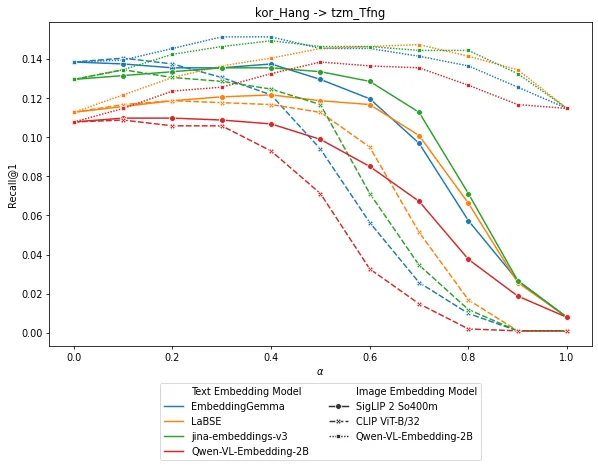 kor_Hang -> tzm_Tfng
Recall@1
0.14
0.12
0.10
0.08
0.06
0.04
0.02
0.00
0.0 0.2 0.4 0.6 0.8 1.0
α
Text Embedding Model Image Embedding Model
EmbeddingGemma SigLIP 2 So400m
LaBSE CLIP ViT-B/32
jina-embeddings-v3 Qwen-VL-Embedding-2B
Qwen-VL-Embedding-2B